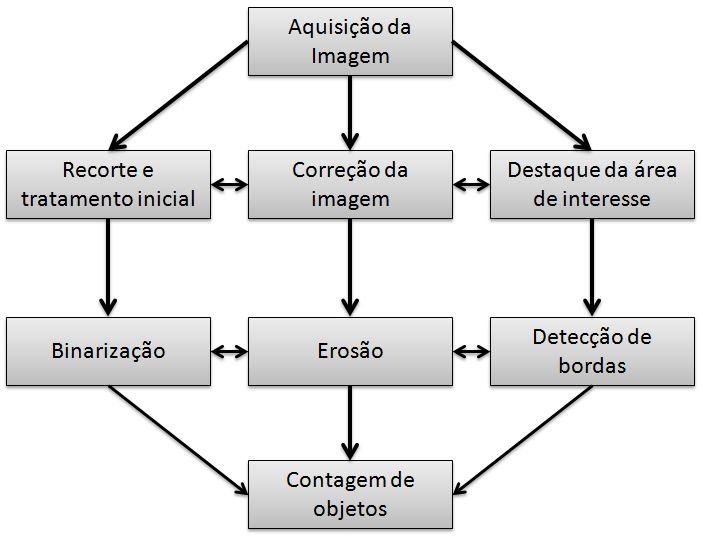 Aquisição da
Imagem
Recorte e
tratamento inicial
Correção da
imagem
Destaque da área
de interesse
Binarização
Erosão
Detecção de
bordas
Contagem de
objetos